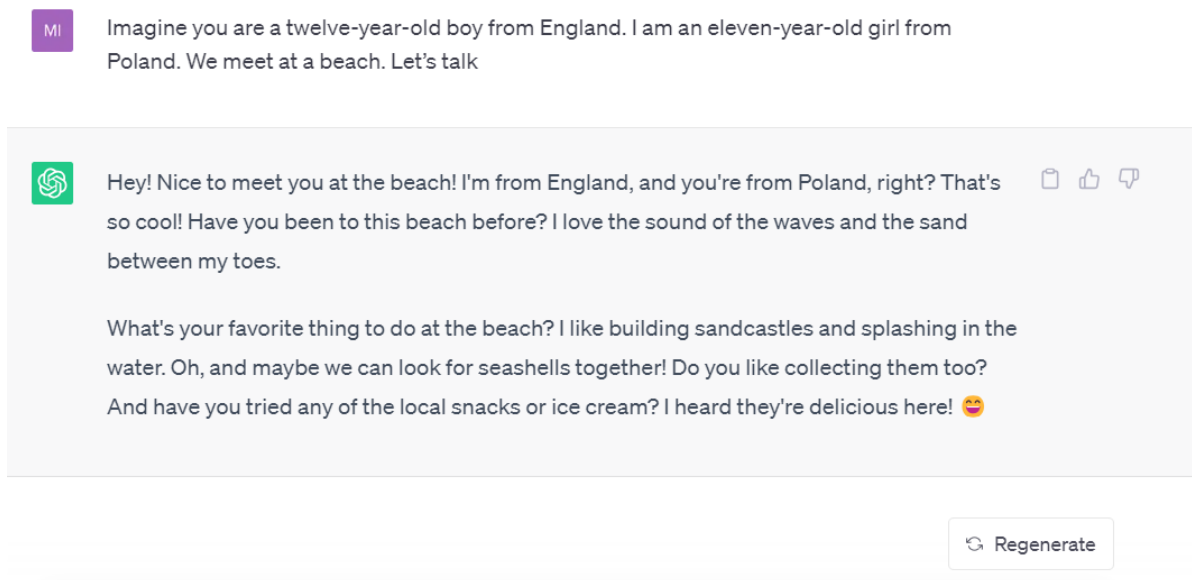 MI
Imagine you are a twelve-year-old boy from England. I am an eleven-year-old girl from
Poland. We meet at a beach. Let’s talk
Hey! Nice to meet you at the beach! I'm from England, and you're from Poland, right? That's
so cool! Have you been to this beach before? I love the sound of the waves and the sand
between my toes.
What's your favorite thing to do at the beach? I like building sandcastles and splashing in the
water. Oh, and maybe we can look for seashells together! Do you like collecting them too?
And have you tried any of the local snacks or ice cream? I heard they're delicious here! 😄
Regenerate